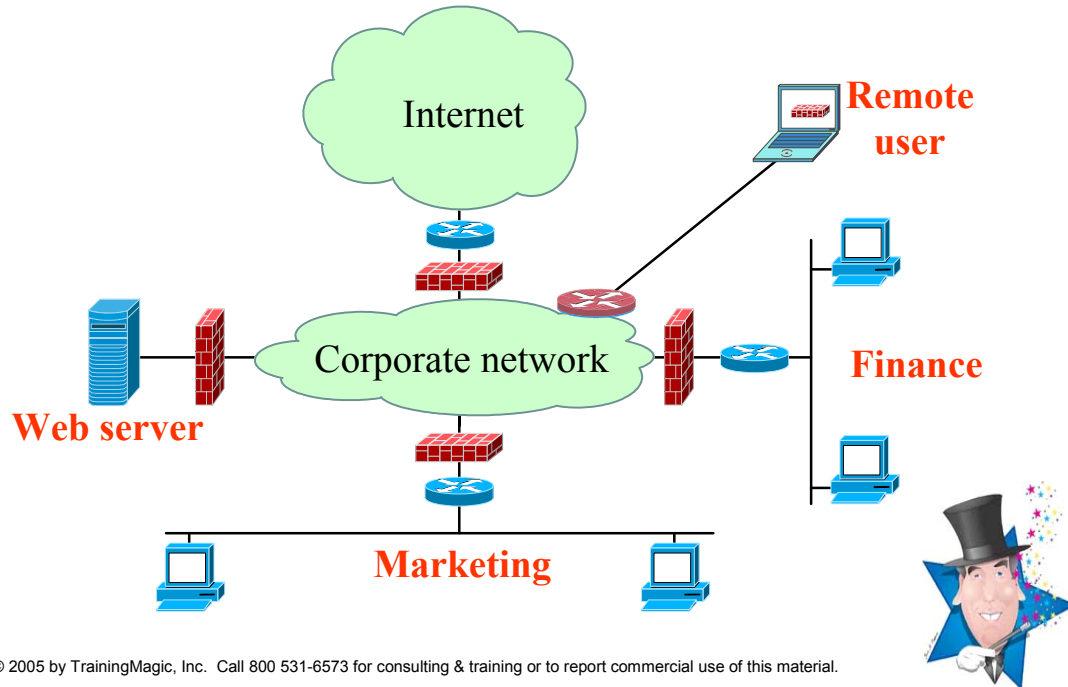 Internet
Remote
user
Corporate network
Finance
Web server
Marketing
© 2005 by TrainingMagic, Inc. Call 800 531-6573 for consulting & training or to report commercial use of this material.